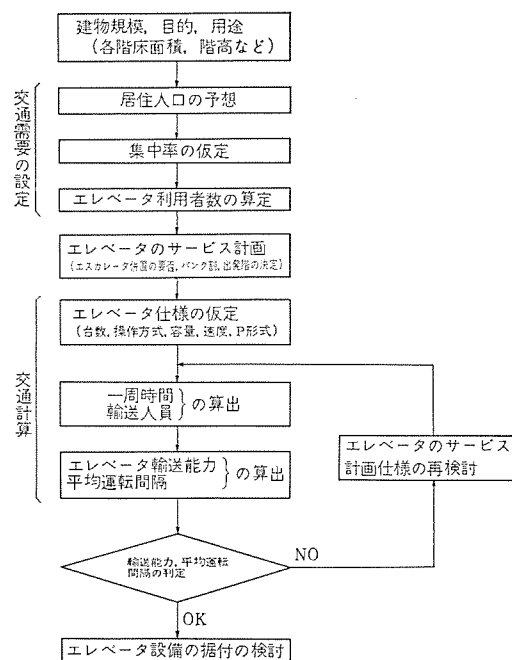 建物規模, 目的, 用途
(各階床面積, 階高など)
交通需要の設定
居住人口の予想
集中率の仮定
エレベータ利用者数の算定
エレベータのサービス計画
(エスカレータ併置の要否, バンク割, 出発階の決定)
交通計算
エレベータ仕様の仮定
(台数, 操作方式, 容量, 速度, P形式)
一周時間
輸送人員
の算出
エレベータ輸送能力
平均運転間隔
の算出
エレベータのサービス
計画仕様の再検討
輸送能力, 平均運転
間隔の判定
NO
OK
エレベータ設備の据付の検討